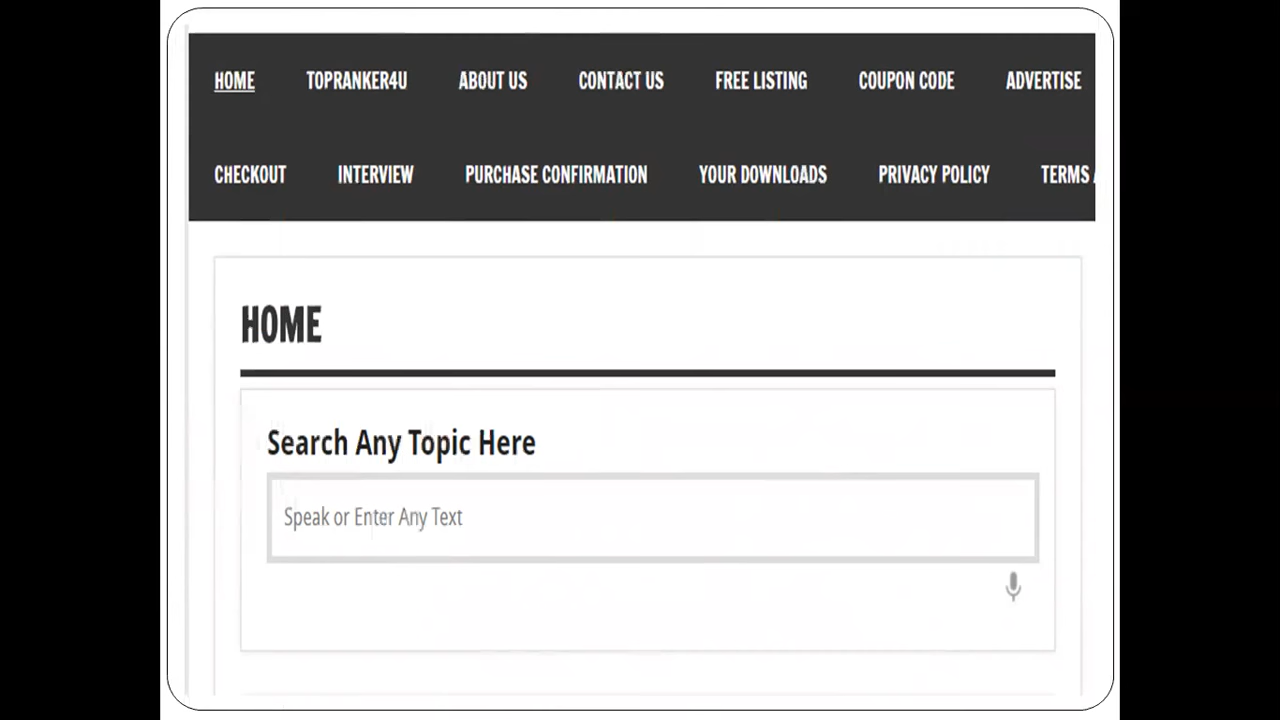 HOME TOPRANKER4U ABOUT US CONTACT US FREE LISTING COUPON CODE ADVERTISE
CHECKOUT INTERVIEW PURCHASE CONFIRMATION YOUR DOWNLOADS PRIVACY POLICY TERMS
HOME
Search Any Topic Here
Speak or Enter Any Text